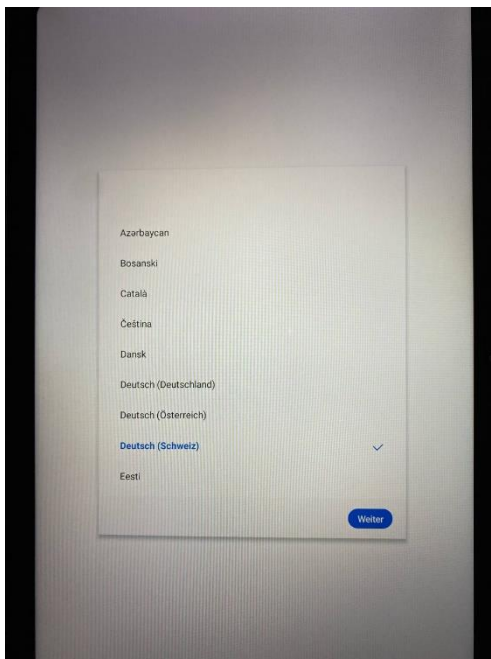 Azərbaycan
Bosanski
Català
Čeština
Dansk
Deutsch (Deutschland)
Deutsch (Österreich)
Deutsch (Schweiz)
Eesti
Weiter